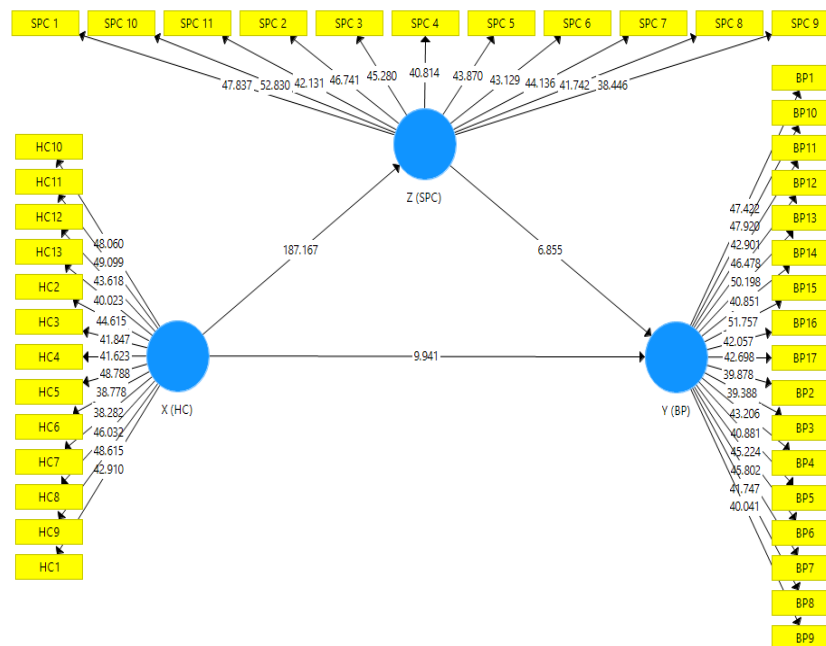 SPC 1 SPC 10 SPC 11 SPC 2 SPC 3 SPC 4 SPC 5 SPC 6 SPC 7 SPC 8 SPC 9
47.837 52.830 42.131 46.741 45.280 40.814 43.870 43.129 44.136 41.742 38.446
Z (SPC)
HC10
HC11
HC12
HC13
HC2
HC3
HC4
HC5
HC6
HC7
HC8
HC9
HC1
48.060
49.099
43.618
40.023
44.615
41.847
41.623
48.788
38.778
38.282
46.032
48.615
42.910
X (HC)
187.167
6.855
9.941
Y (BP)
47.422
47.920
42.901
46.478
50.198
40.851
51.757
42.057
42.698
39.878
39.388
43.206
40.881
45.224
45.802
41.747
40.041
BP1
BP10
BP11
BP12
BP13
BP14
BP15
BP16
BP17
BP2
BP3
BP4
BP5
BP6
BP7
BP8
BP9